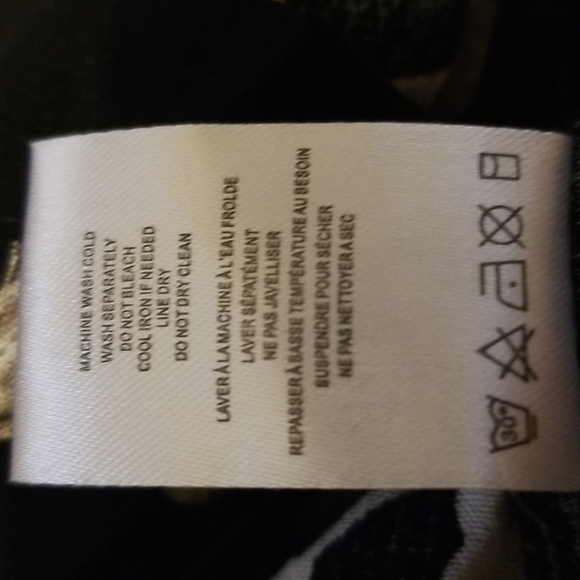 MACHINE WASH COLD
WASH SEPARATELY
DO NOT BLEACH
COOL IRON IF NEEDED
LINE DRY
DO NOT DRY CLEAN
LAVER À LA MACHINE À L'EAU FROLDE
LAVER SÉPATÉMENT
NE PAS JAVELLISER
REPASSER À BASSE TEMPÉRATURE AU BESOIN
SUSPENDRE POUR SÉCHER
NE PAS NETTOYER À SEC
30°